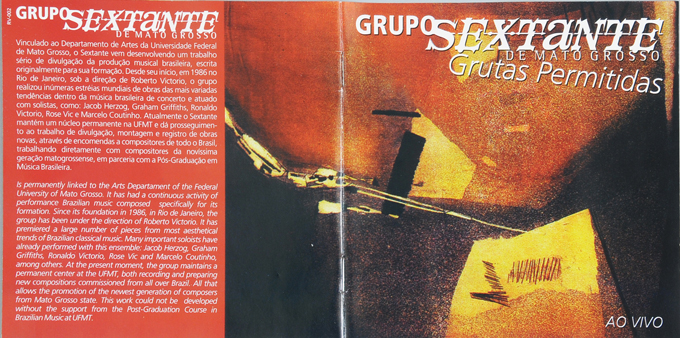 RV-002
GRUPO
SEXTANTE
DE MATO GROSSO
Vinculado ao Departamento de Artes da Universidade Federal
de Mato Grosso, o Sextante vem desenvolvendo um trabalho
sério de divulgação da produção musical brasileira, escrita
originalmente para sua formação. Desde seu início, em 1986 no
Rio de Janeiro, sob a direção de Roberto Victorio, o grupo
realizou inúmeras estréias mundiais de obras das mais variadas
tendências dentro da música brasileira de concerto e atuado
com solistas, como: Jacob Herzog, Graham Griffiths, Ronaldo
Victorio, Rose Vic e Marcelo Coutinho. Atualmente o Sextante
mantém um núcleo permanente na UFMT e dá prosseguimen-
to ao trabalho de divulgação, montagem e registro de obras
novas, através de encomendas a compositores de todo o Brasil,
trabalhando diretamente com compositores da novíssima
geração matogrossense, em parceria com a Pós-Graduação em
Música Brasileira.
Is permanently linked to the Arts Departament of the Federal
University of Mato Grosso. It has had a continuous activity of
performance Brazilian music composed specifically for its
formation. Since its foundation in 1986, in Rio de Janeiro, the
group has been under the direction of Roberto Victorio. It has
premiered a large number of pieces from most aesthetical
trends of Brazilian classical music. Many important soloists have
already performed with this ensemble: Jacob Herzog, Graham
Griffiths, Ronaldo Victorio, Rose Vic and Marcelo Coutinho,
among others. At the present moment, the group maintains a
permanent center at the UFMT, both recording and preparing
new compositions commissioned from all over Brazil. All that
allows the promotion of the newest generation of composers
from Mato Grosso state. This work could not be developed
without the support from the Post-Graduation Course in
Brazilian Music at UFMT.
GRUPO
SEXTANTE
DE MATO GROSSO
Grutas Permitidas
AO VIVO